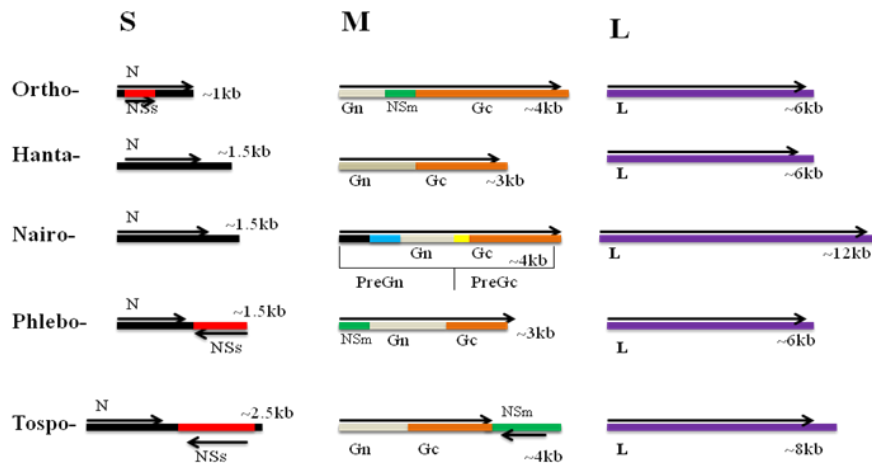 S M L
Ortho- N NSs ~1kb Gn NSm Gc ~4kb L ~6kb
Hanta- N ~1.5kb Gn Gc ~3kb L ~6kb
Nairo- N ~1.5kb Gn Gc ~4kb L ~12kb
PreGn PreGc
Phlebo- N ~1.5kb NSs NSm Gn Gc ~3kb L ~6kb
Tospo- N ~2.5kb NSs Gn Gc NSm ~4kb L ~8kb